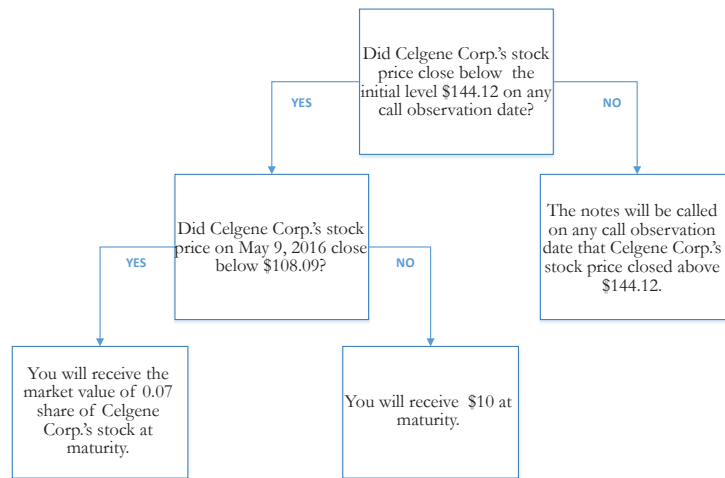 Did Celgene Corp.'s stock
price close below the
initial level $144.12 on any
call observation date?
YES
NO
Did Celgene Corp.'s stock
price on May 9, 2016 close
below $108.09?
The notes will be called
on any call observation
date that Celgene Corp.'s
stock price closed above
$144.12.
YES
NO
You will receive the
market value of 0.07
share of Celgene
Corp.'s stock at
maturity.
You will receive $10 at
maturity.